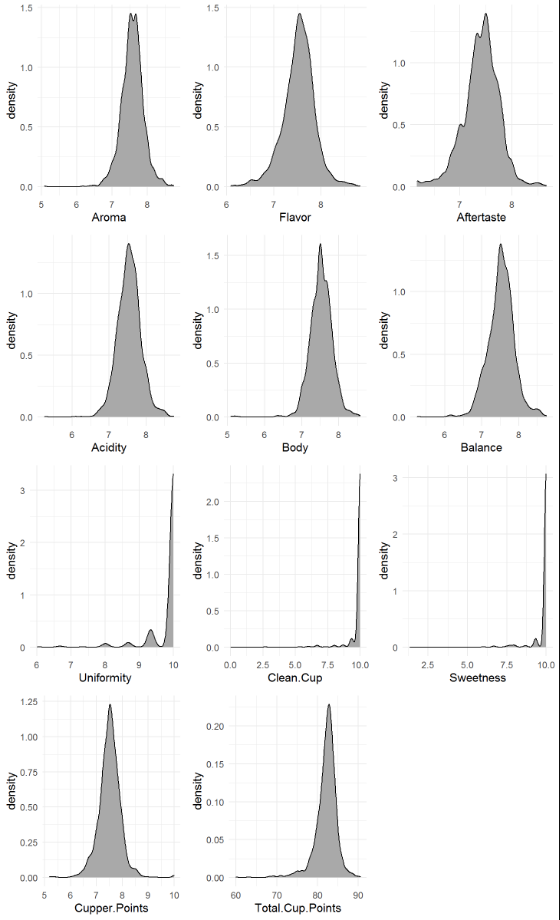 1.5
1.0
0.5
0.0
density
5 6 7 8
Aroma
1.5
1.0
0.5
0.0
density
6 7 8
Flavor
1.0
0.5
0.0
density
7 8
Aftertaste
1.0
0.5
0.0
density
6 7 8
Acidity
1.5
1.0
0.5
0.0
density
5 6 7 8
Body
1.0
0.5
0.0
density
6 7 8
Balance
3
2
1
0
density
6 7 8 9 10
Uniformity
2.0
1.5
1.0
0.5
0.0
density
0.0 2.5 5.0 7.5 10.0
Clean.Cup
3
2
1
0
density
2.5 5.0 7.5 10.0
Sweetness
1.25
1.00
0.75
0.50
0.25
0.00
density
5 6 7 8 9 10
Cupper.Points
0.20
0.15
0.10
0.05
0.00
density
60 70 80 90
Total.Cup.Points